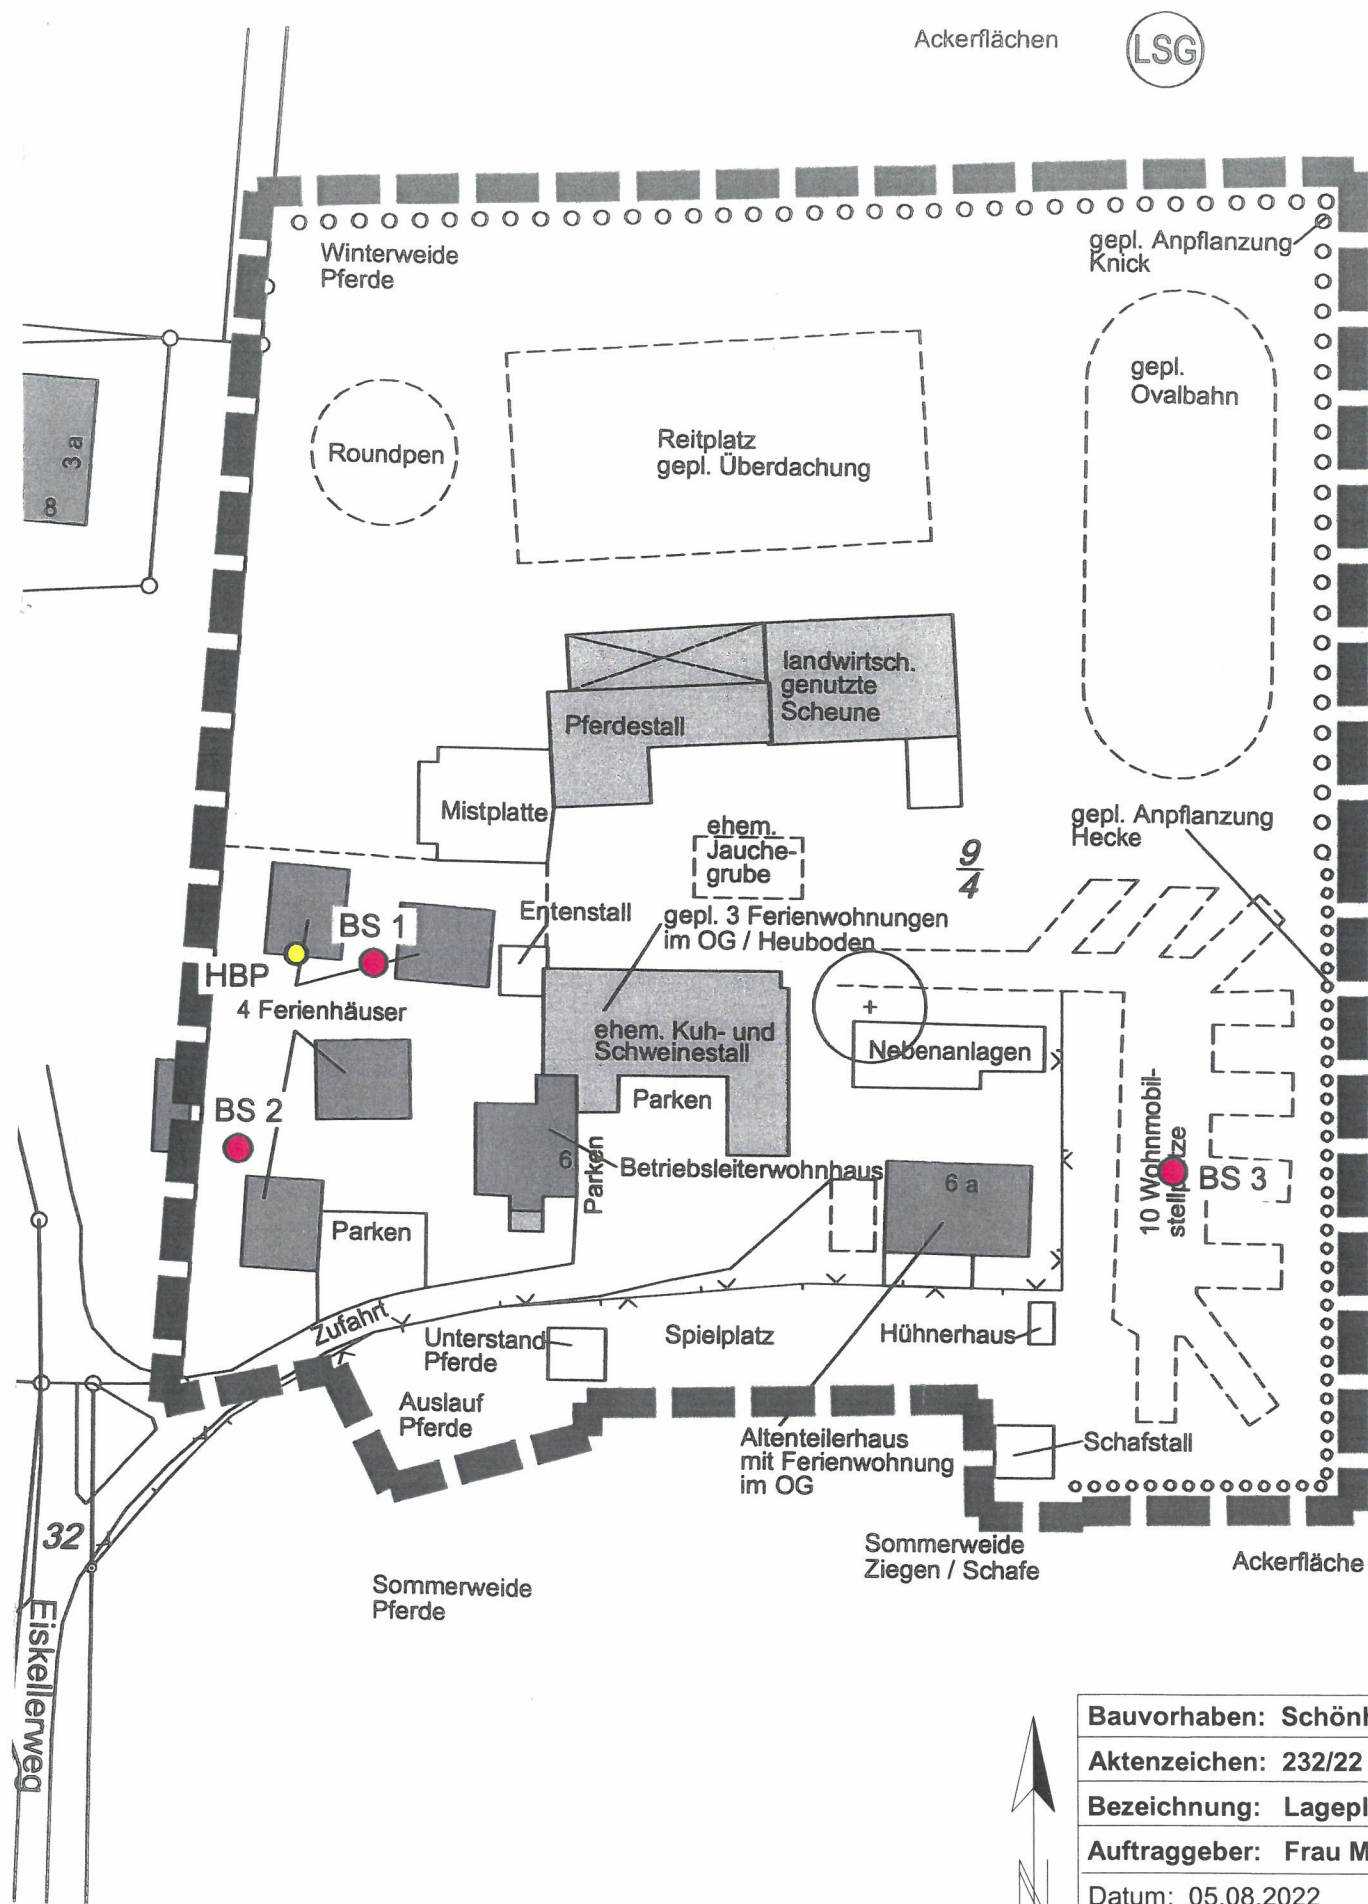 Ackerflächen
LSG
Winterweide
Pferde
gepl. Anpflanzung
Knick
gepl.
Ovalbahn
3 a
8
Roundpen
Reitplatz
gepl. Überdachung
landwirtsch.
genutzte
Scheune
Pferdestall
Mistplatte
ehem.
Jauche-
grube
9
4
gepl. Anpflanzung
Hecke
BS 1
Entenstall
gepl. 3 Ferienwohnungen
im OG / Heuboden
HBP
4 Ferienhäuser
ehem. Kuh- und
Schweinestall
Nebenanlagen
Parken
BS 2
6
Parken
Betriebsleiterwohnhaus
6 a
10 Wohnmobil-
stellplätze
BS 3
Parken
Zufahrt
Unterstand
Pferde
Spielplatz
Hühnerhaus
Auslauf
Pferde
Altenteilerhaus
mit Ferienwohnung
im OG
Schafstall
32
Sommerweide
Ziegen / Schafe
Ackerfläche
Sommerweide
Pferde
Eiskellerweg
N
Bauvorhaben: Schön
Aktenzeichen: 232/22
Bezeichnung: Lagepl
Auftraggeber: Frau M
Datum: 05.08.2022